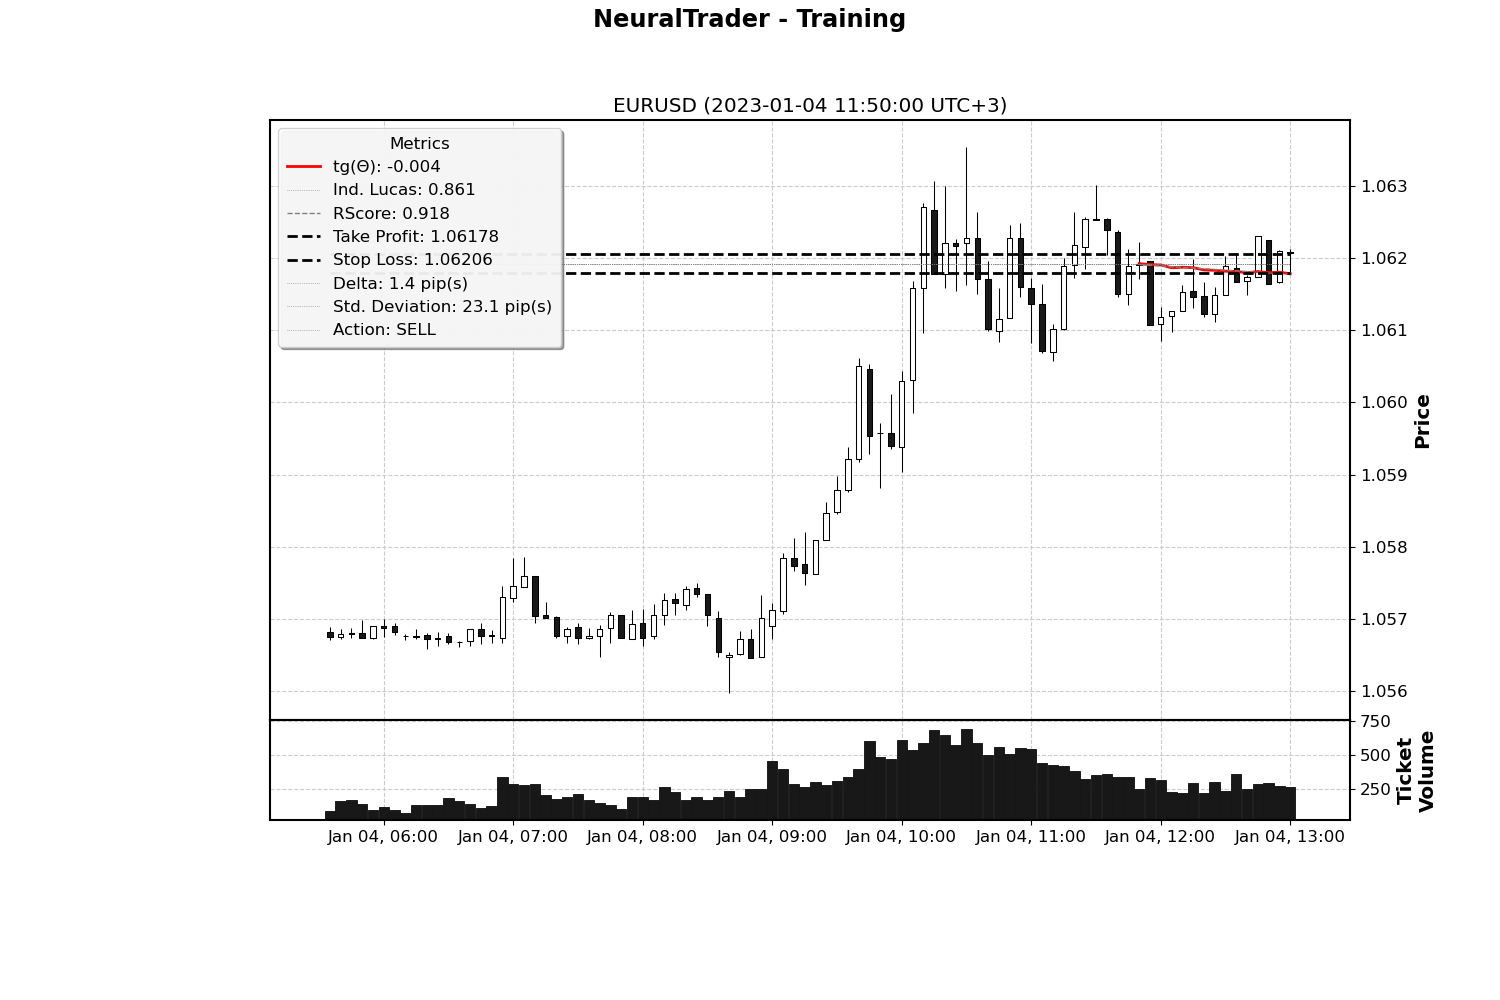 NeuralTrader - Training
EURUSD (2023-01-04 11:50:00 UTC+3)
Metrics
tg(Θ): -0.004
Ind. Lucas: 0.861
RScore: 0.918
Take Profit: 1.06178
Stop Loss: 1.06206
Delta: 1.4 pip(s)
Std. Deviation: 23.1 pip(s)
Action: SELL
1.063
1.062
1.061
1.060
1.059
1.058
1.057
1.056
Price
750
500
250
Ticket
Volume
Jan 04, 06:00
Jan 04, 07:00
Jan 04, 08:00
Jan 04, 09:00
Jan 04, 10:00
Jan 04, 11:00
Jan 04, 12:00
Jan 04, 13:00